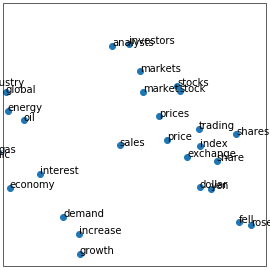 analysts
investors
markets
ustry
global
market
stocks
stock
energy
oil
prices
trading
shares
sales
price
index
gas
exchange
share
interest
economy
dollar
yen
demand
fell
rose
increase
growth